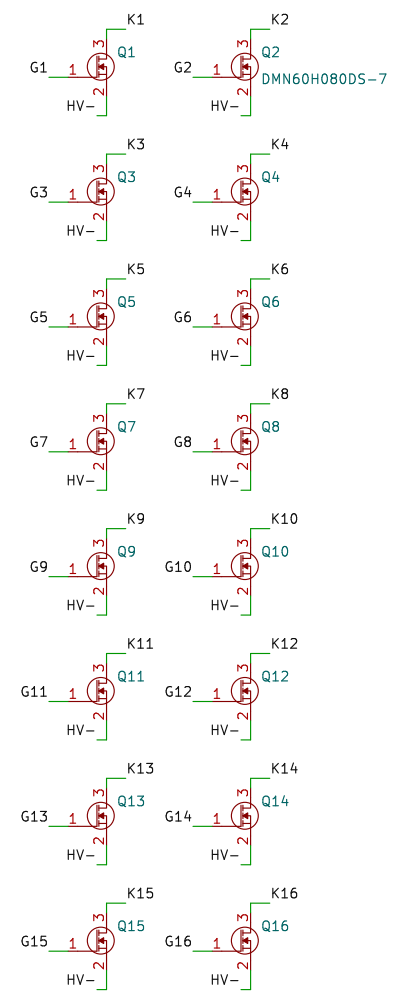 K1 K2
3 Q1 3 Q2
G1 1 G2 1 DMN60H080DS-7
2 2
HV- HV-
K3 K4
3 Q3 3 Q4
G3 1 G4 1
2 2
HV- HV-
K5 K6
3 Q5 3 Q6
G5 1 G6 1
2 2
HV- HV-
K7 K8
3 Q7 3 Q8
G7 1 G8 1
2 2
HV- HV-
K9 K10
3 Q9 3 Q10
G9 1 G10 1
2 2
HV- HV-
K11 K12
3 Q11 3 Q12
G11 1 G12 1
2 2
HV- HV-
K13 K14
3 Q13 3 Q14
G13 1 G14 1
2 2
HV- HV-
K15 K16
3 Q15 3 Q16
G15 1 G16 1
2 2
HV- HV-